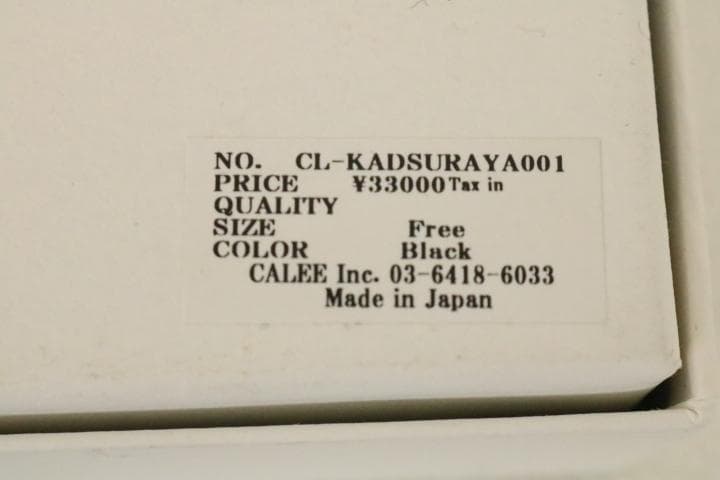 NO. CL-KADSURAYA001
PRICE ¥33000 Tax in
QUALITY
SIZE Free
COLOR Black
CALEE Inc. 03-6418-6033
Made in Japan